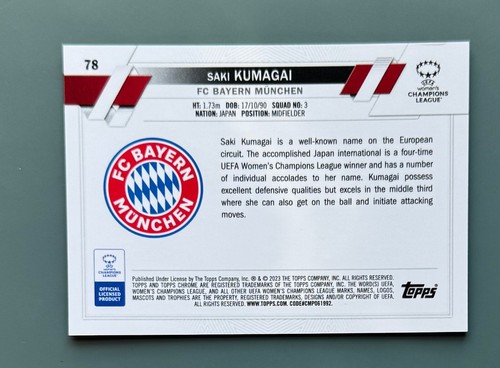 78
SAKI KUMAGAI
FC BAYERN MÜNCHEN
HT: 1.73m DOB: 17/10/90 SQUAD NO: 3
NATION: JAPAN POSITION: MIDFIELDER
WOMEN'S
CHAMPIONS
LEAGUE
Saki Kumagai is a well-known name on the European
circuit. The accomplished Japan international is a four-time
UEFA Women's Champions League winner and has a number
of individual accolades to her name. Kumagai possess
excellent defensive qualities but excels in the middle third
where she can also get on the ball and initiate attacking
moves.
FC BAYERN
MÜNCHEN
WOMEN'S
CHAMPIONS
LEAGUE
OFFICIAL
LICENSED
PRODUCT
Published Under License by The Topps Company, Inc. ® & © 2023 THE TOPPS COMPANY, INC. ALL RIGHTS RESERVED.
TOPPS AND TOPPS CHROME ARE REGISTERED TRADEMARKS OF THE TOPPS COMPANY, INC. THE WORD(S) UEFA,
WOMEN'S CHAMPIONS LEAGUE, AND ALL OTHER UEFA WOMEN'S CHAMPIONS LEAGUE MARKS, NAMES, LOGOS,
MASCOTS AND TROPHIES ARE THE PROPERTY, REGISTERED TRADEMARKS, DESIGNS AND/OR COPYRIGHT OF UEFA.
ALL RIGHTS RESERVED. WWW.TOPPS.COM. CODE#CMP061992.
Topps